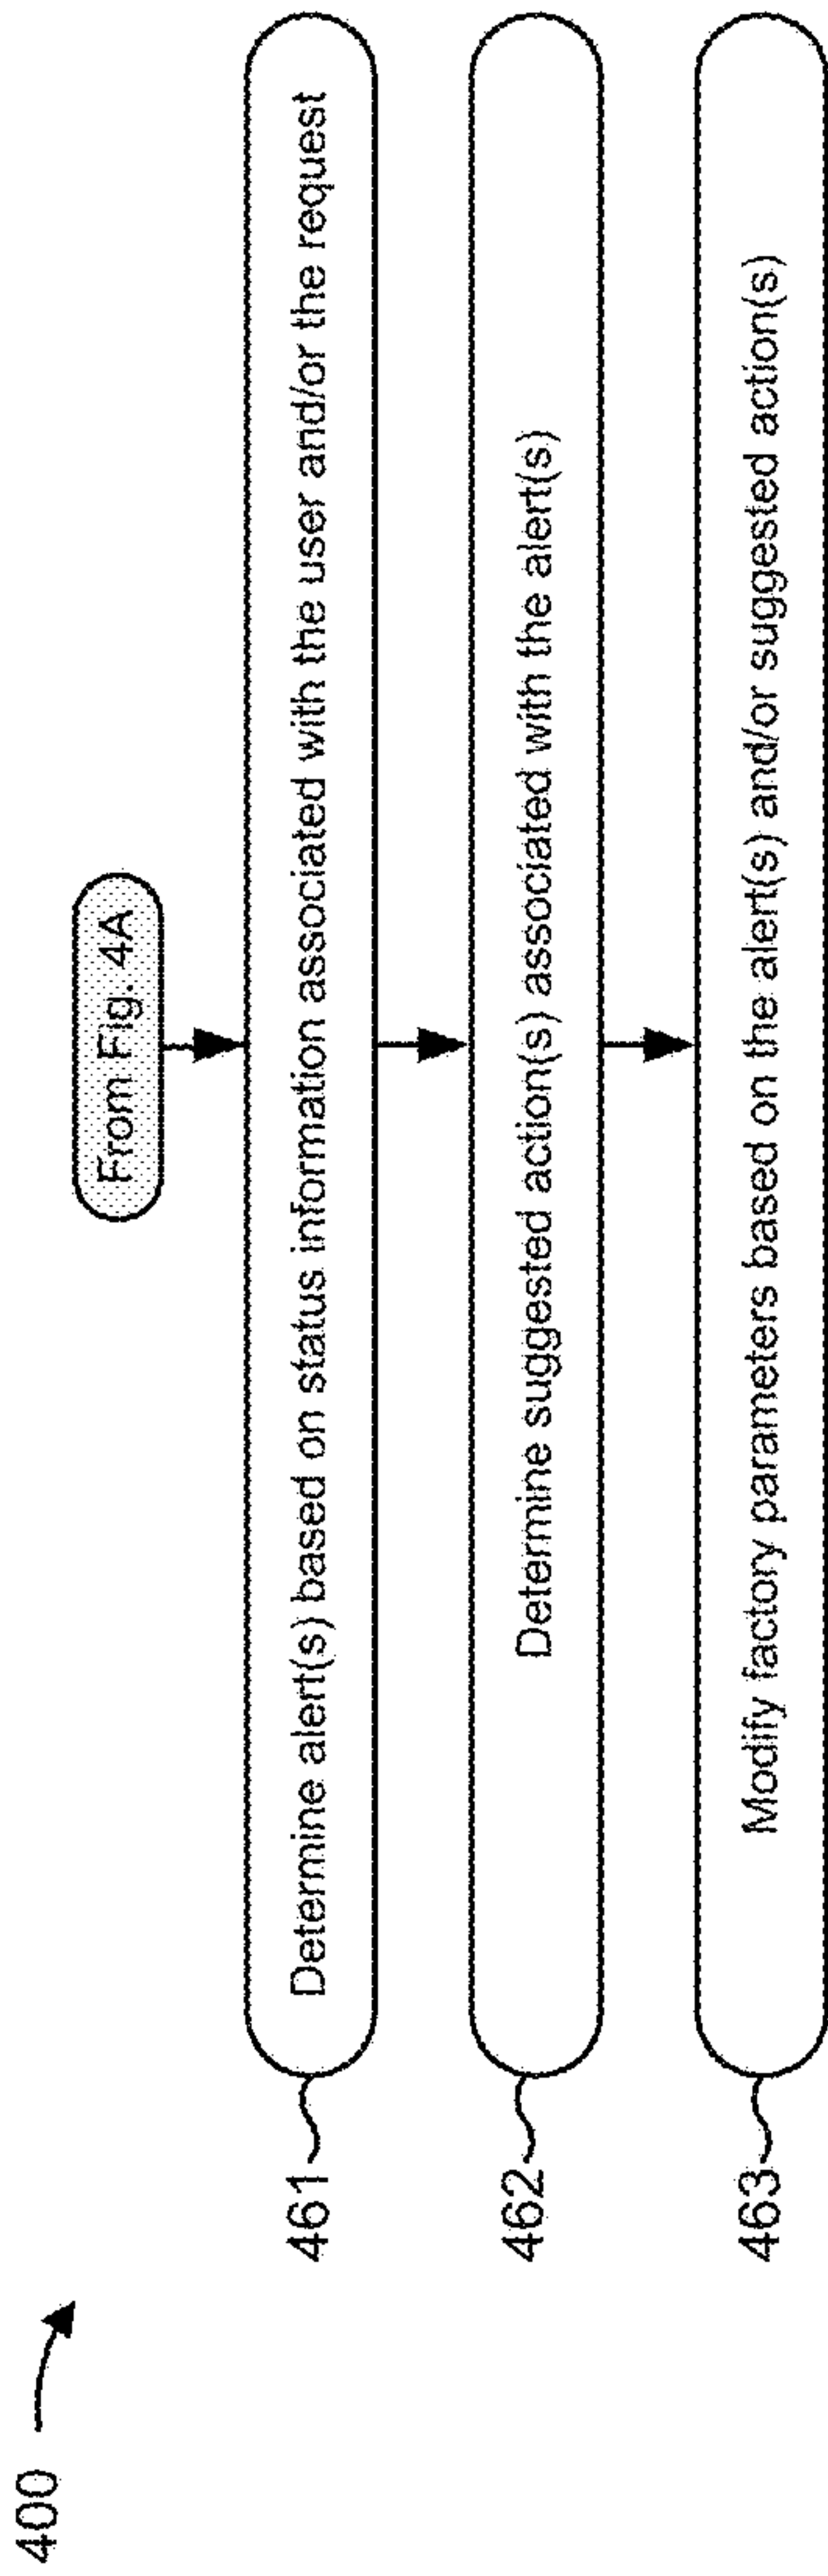 400
From Fig. 4A
461
Determine alert(s) based on status information associated with the user and/or the request
462
Determine suggested action(s) associated with the alert(s)
463
Modify factory parameters based on the alert(s) and/or suggested action(s)